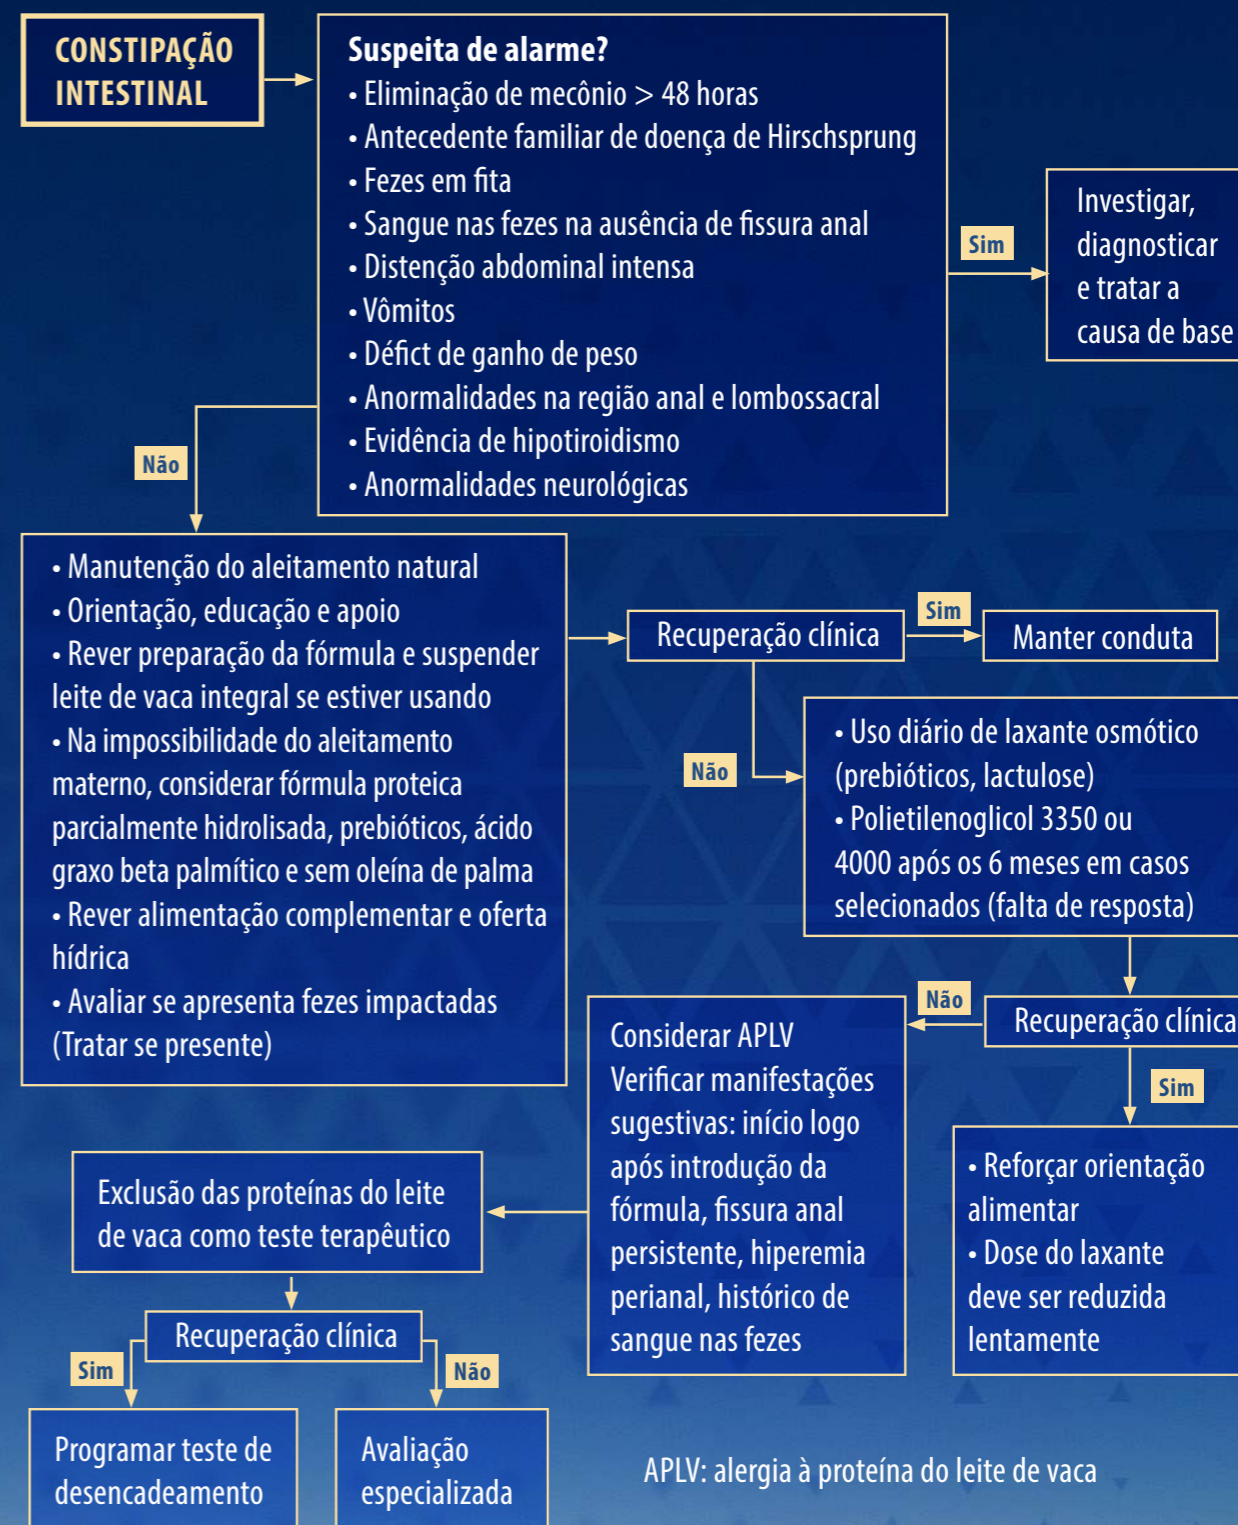 CONSTIPAÇÃO
INTESTINAL
Suspeita de alarme?
• Eliminação de mecônio > 48 horas
• Antecedente familiar de doença de Hirschsprung
• Fezes em fita
• Sangue nas fezes na ausência de fissura anal
• Distenção abdominal intensa
• Vômitos
• Défict de ganho de peso
• Anormalidades na região anal e lombossacral
• Evidência de hipotiroidismo
• Anormalidades neurológicas
Sim
Investigar,
diagnosticar
e tratar a
causa de base
Não
• Manutenção do aleitamento natural
• Orientação, educação e apoio
• Rever preparação da fórmula e suspender
leite de vaca integral se estiver usando
• Na impossibilidade do aleitamento
materno, considerar fórmula proteica
parcialmente hidrolisada, prebióticos, ácido
graxo beta palmítico e sem oleína de palma
• Rever alimentação complementar e oferta
hídrica
• Avaliar se apresenta fezes impactadas
(Tratar se presente)
Recuperação clínica
Sim
Manter conduta
Não
• Uso diário de laxante osmótico
(prebióticos, lactulose)
• Polietilenoglicol 3350 ou
4000 após os 6 meses em casos
selecionados (falta de resposta)
Recuperação clínica
Sim
• Reforçar orientação
alimentar
• Dose do laxante
deve ser reduzida
lentamente
Não
Considerar APLV
Verificar manifestações
sugestivas: início logo
após introdução da
fórmula, fissura anal
persistente, hiperemia
perianal, histórico de
sangue nas fezes
Exclusão das proteínas do leite
de vaca como teste terapêutico
Recuperação clínica
Sim
Programar teste de
desencadeamento
Não
Avaliação
especializada
APLV: alergia à proteína do leite de vaca